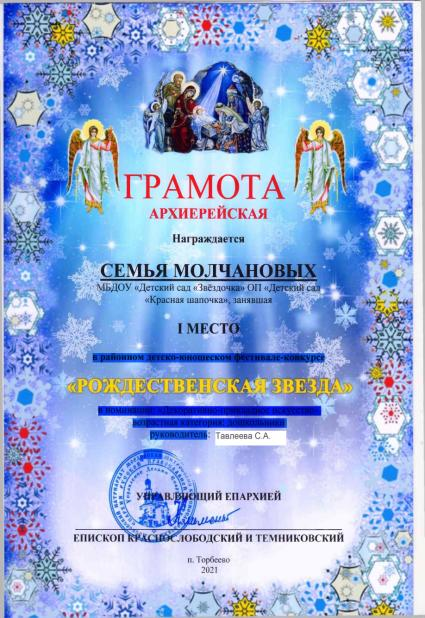 ГРАМОТА
АРХИЕРЕЙСКАЯ
Награждается
СЕМЬЯ МОЛЧАНОВЫХ
МБДОУ «Детский сад «Звёздочка» ОП «Детский сад
«Красная шапочка», занявшая
I МЕСТО
в районном детско-юношеском фестивале-конкурсе
«РОЖДЕСТВЕНСКАЯ ЗВЕЗДА»
в номинации: «Декоративно-прикладное искусство»
возрастная категория: дошкольники
руководитель: Тавлеева С.А.
УПРАВЛЯЮЩИЙ ЕПАРХИЕЙ
ЕПИСКОП КРАСНОСЛОБОДСКИЙ И ТЕМНИКОВСКИЙ
п. Торбеево
2021